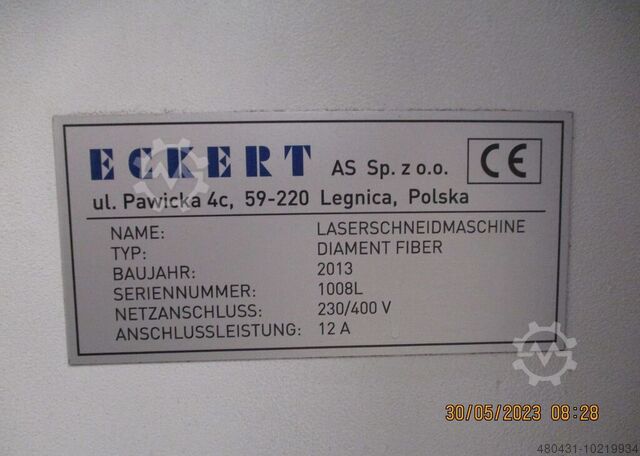 ECKERT AS Sp. z o.o. CE
ul. Pawicka 4c, 59-220 Legnica, Polska
NAME: LASERSCHNEIDMASCHINE
TYP: DIAMENT FIBER
BAUJAHR: 2013
SERIENNUMMER: 1008L
NETZANSCHLUSS: 230/400 V
ANSCHLUSSLEISTUNG: 12 A
30/05/2023 08:28
480431-10219934